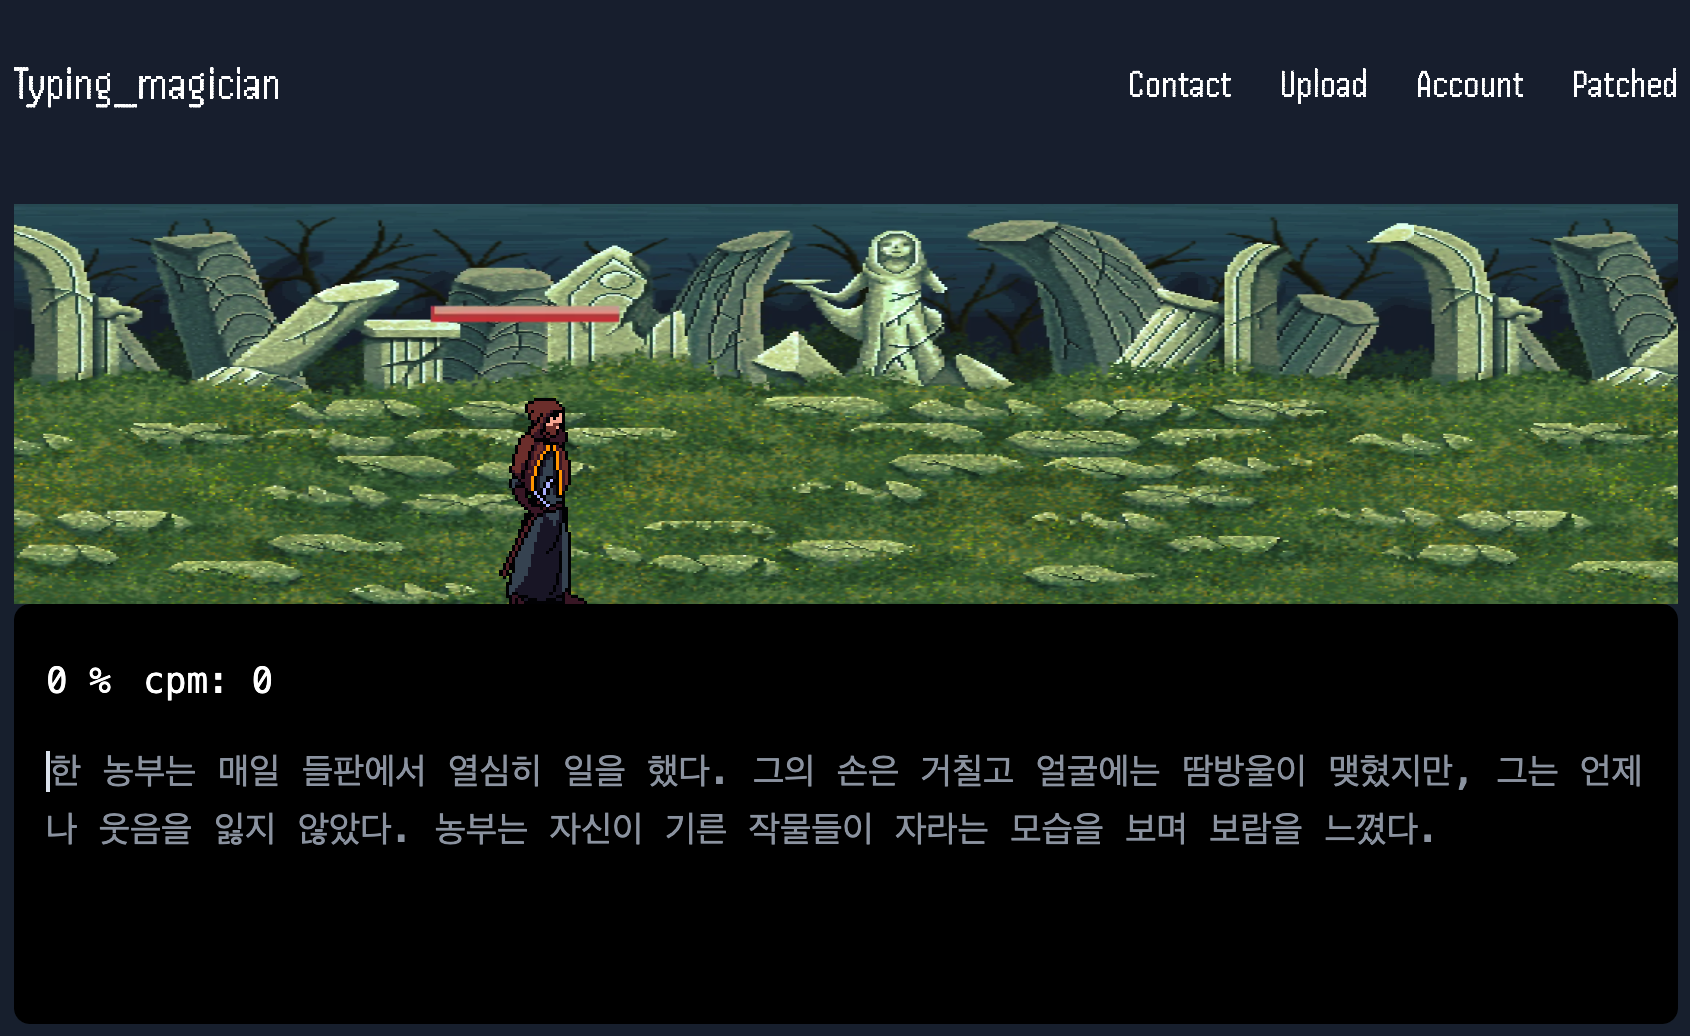 Typing_magician
Contact Upload Account Patched
0 % cpm: 0
한 농부는 매일 들판에서 열심히 일을 했다. 그의 손은 거칠고 얼굴에는 땀방울이 맺혔지만, 그는 언제
나 웃음을 잃지 않았다. 농부는 자신이 기른 작물들이 자라는 모습을 보며 보람을 느꼈다.